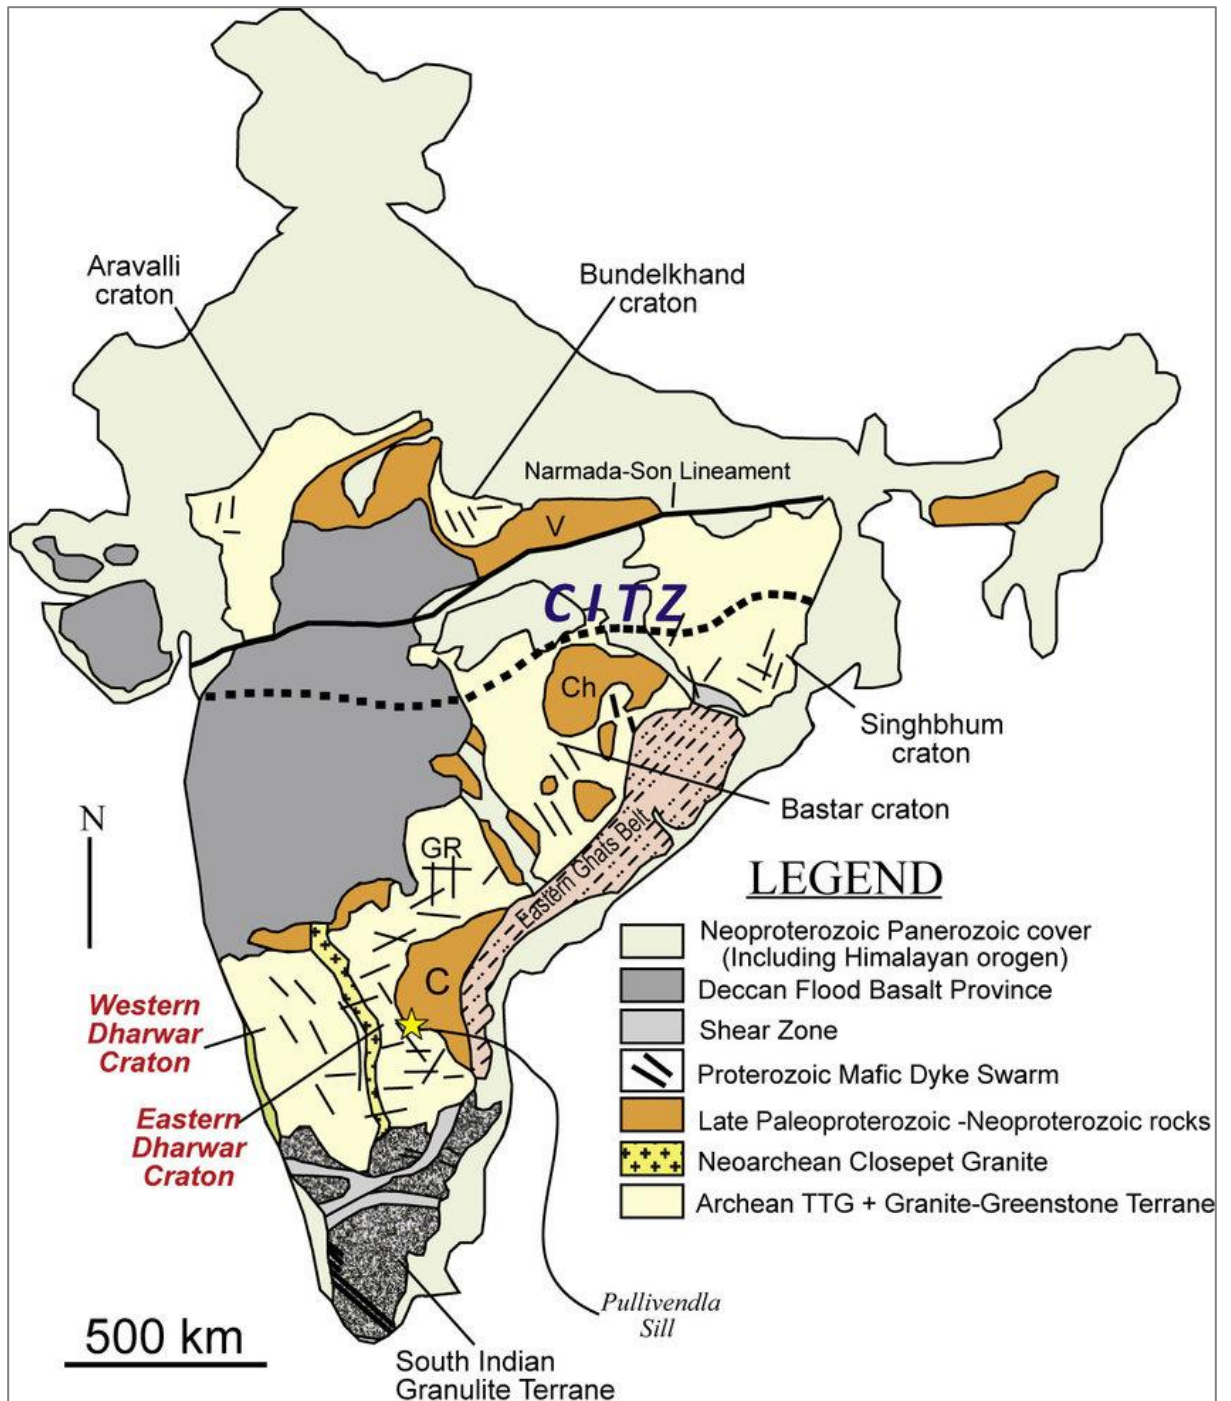 Aravalli
craton
Bundelkhand
craton
Narmada-Son Lineament
V
CITZ
Ch
Singhbhum
craton
Bastar craton
N
GR
Eastern Ghats Belt
C
Western
Dharwar
Craton
Eastern
Dharwar
Craton
LEGEND
Neoproterozoic Panerozoic cover
(Including Himalayan orogen)
Deccan Flood Basalt Province
Shear Zone
Proterozoic Mafic Dyke Swarm
Late Paleoproterozoic -Neoproterozoic rocks
Neoarchean Closepet Granite
Archean TTG + Granite-Greenstone Terrane
Pullivendla
Sill
500 km
South Indian
Granulite Terrane